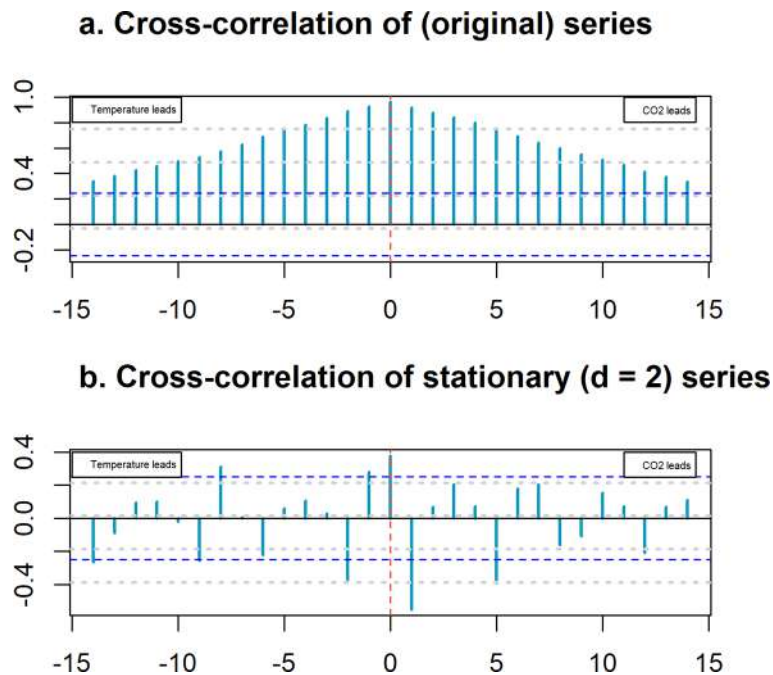 a. Cross-correlation of (original) series
1.0
Temperature leads
CO2 leads
0.4
-0.2
-15 -10 -5 0 5 10 15
b. Cross-correlation of stationary (d = 2) series
0.4
Temperature leads
CO2 leads
0.0
-0.4
-15 -10 -5 0 5 10 15